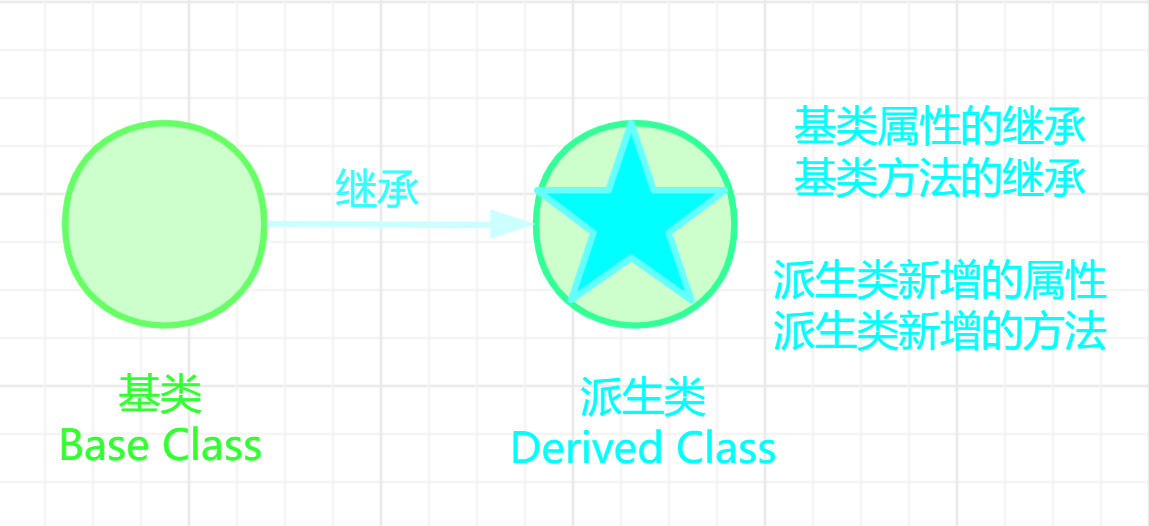 继承
基类
Base Class
派生类
Derived Class
基类属性的继承
基类方法的继承
派生类新增的属性
派生类新增的方法